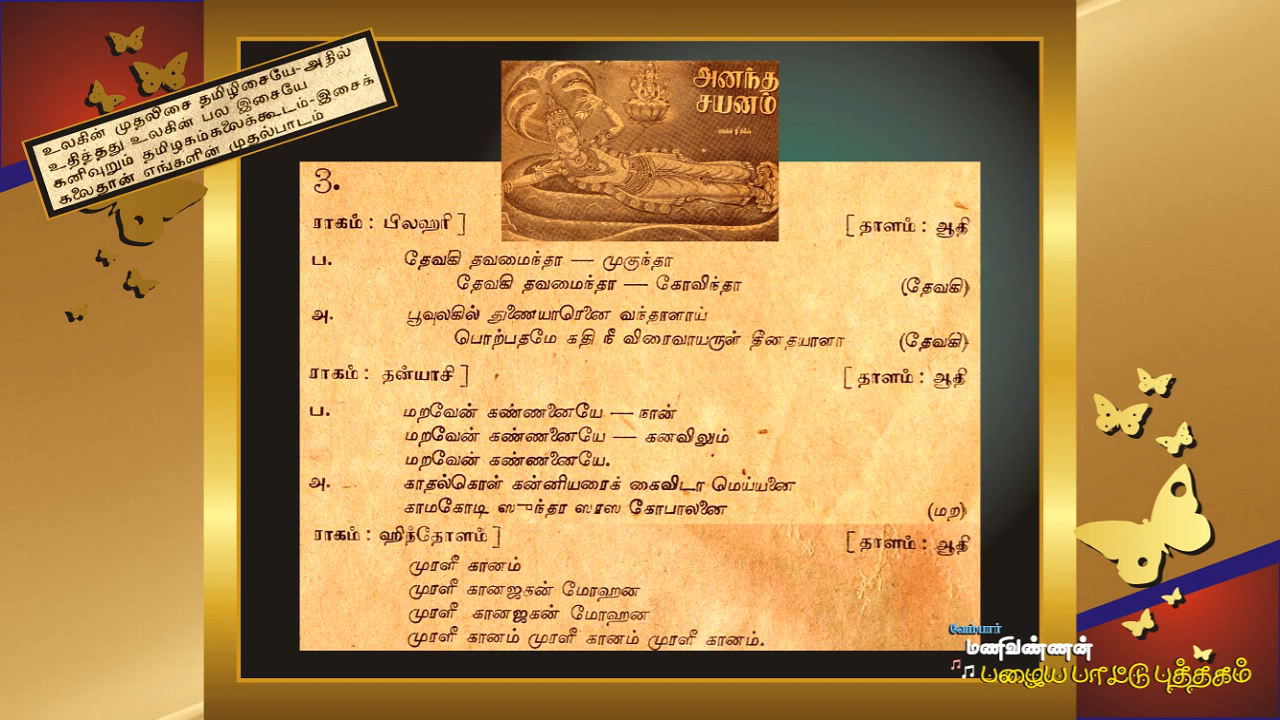 உலகின் முதலிசை தமிழிசையே-அதில்
உதித்தது உலகின் பல இசையே
கனிவுறும் தமிழகம்கலைக்கூடம்-இசைக்
கலைதான் எங்களின் முதல்பாடம்
அனந்த
சயனம்
3.
ராகம் : பிலஹரி ] [ தாளம் : ஆதி
ப. தேவகி தவமைந்தா — முகுந்தா
தேவகி தவமைந்தா — கோவிந்தா (தேவகி)
அ. பூவுலகில் துணையாரெனை வந்தாளாய்
பொற்பதமே கதி நீ விரைவாயருள் தீனதயாளா (தேவகி)
ராகம் : தன்யாசி ] [ தாளம் : ஆதி
ப. மறவேன் கண்ணனையே — நான்
மறவேன் கண்ணனையே — கனவிலும்
மறவேன் கண்ணனையே.
அ. காதல்கொள் கன்னியரைக் கைவிடா மெய்யனை
காமகோடி ஸுந்தர ஸரஸ கோபாலனை (மற)
ராகம் : ஹிந்தோளம் ] [ தாளம் : ஆதி
முரளீ கானம்
முரளீ கானஜகன் மோஹன
முரளீ கானஜகன் மோஹன
முரளீ கானம் முரளீ கானம் முரளீ கானம்.
வேம்பார்
மணிவண்ணன்
பழைய பாட்டு புத்தகம்